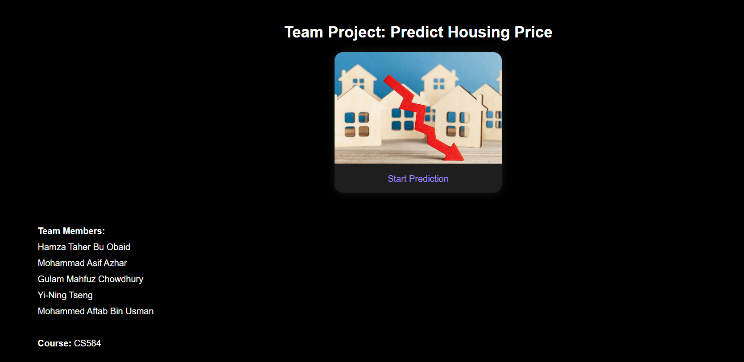 Team Project: Predict Housing Price
Start Prediction
Team Members:
Hamza Taher Bu Obaid
Mohammad Asif Azhar
Gulam Mahfuz Chowdhury
Yi-Ning Tseng
Mohammed Aftab Bin Usman
Course: CS584